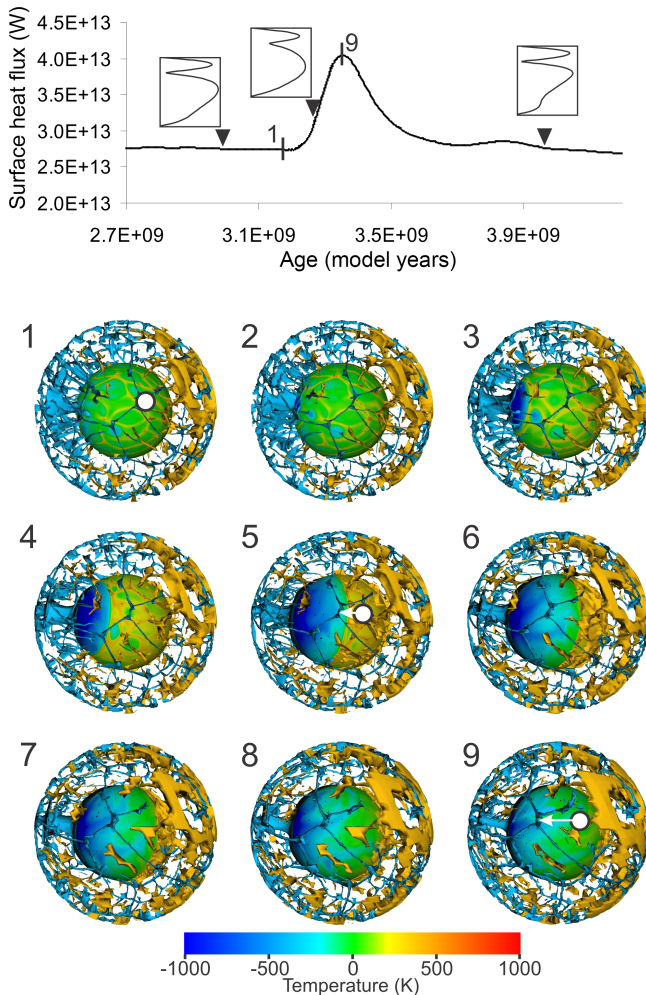 Surface heat flux (W)
4.5E+13
4.0E+13
3.5E+13
3.0E+13
2.5E+13
2.0E+13
1
9
2.7E+09 3.1E+09 3.5E+09 3.9E+09
Age (model years)
1 2 3
4 5 6
7 8 9
-1000 -500 0 500 1000
Temperature (K)